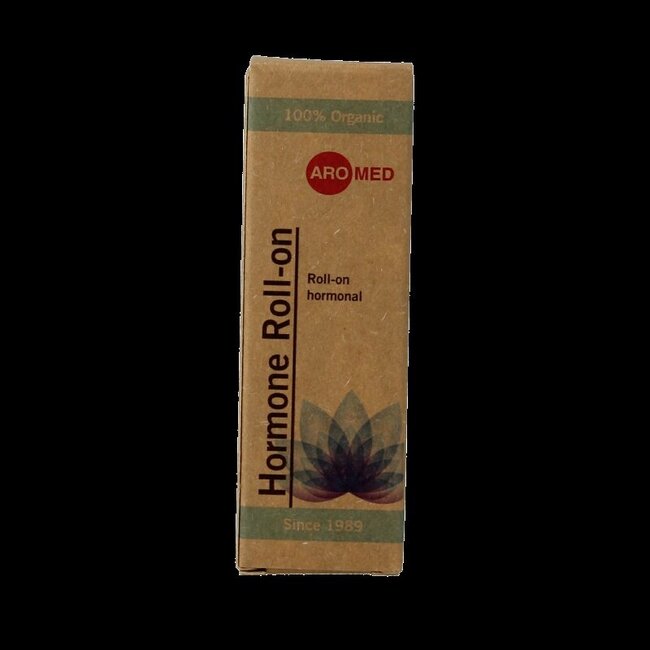 100% Organic
AROMED
Hormone Roll-on
Roll-on
hormonal
Since 1989